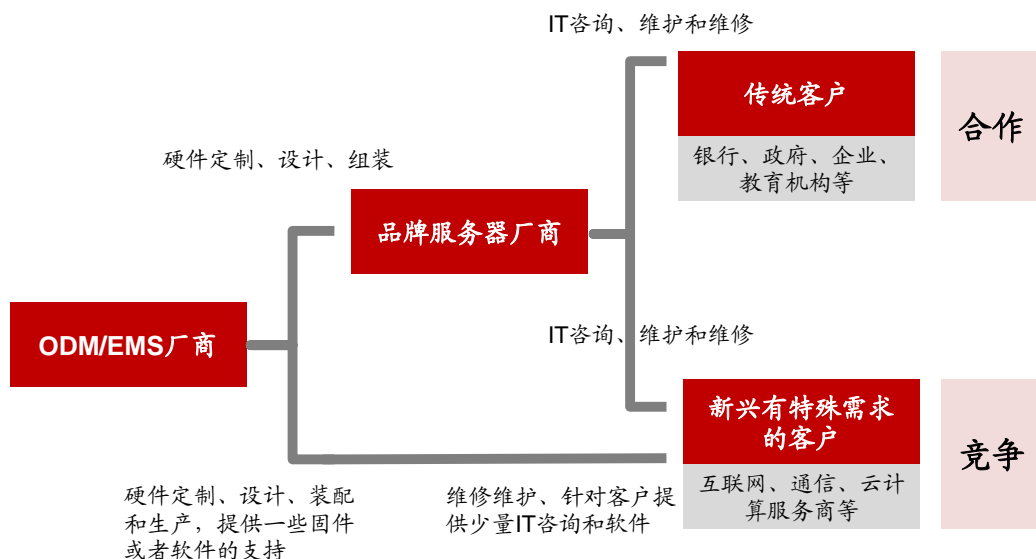 IT咨询、维护和维修
传统客户
合作
银行、政府、企业、
教育机构等
硬件定制、设计、组装
品牌服务器厂商
ODM/EMS厂商
IT咨询、维护和维修
新兴有特殊需求
的客户
竞争
互联网、通信、云计
算服务商等
硬件定制、设计、装配
和生产，提供一些固件
或者软件的支持
维修维护、针对客户提
供少量IT咨询和软件